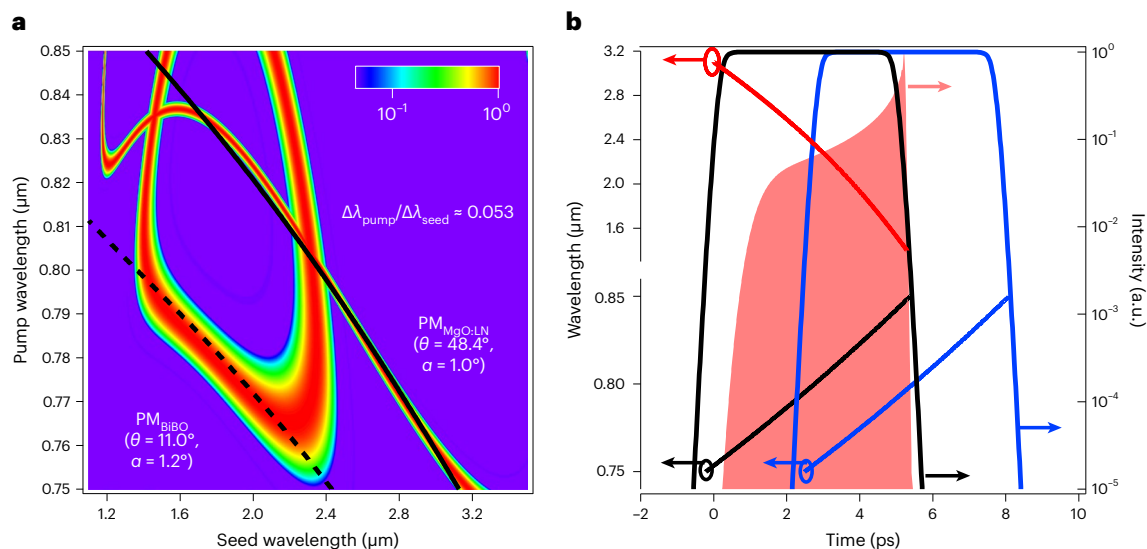 a
Pump wavelength (µm)
0.85
0.84
0.83
0.82
0.81
0.80
0.79
0.78
0.77
0.76
0.75
10⁻¹
10⁰
Δλpump/Δλseed ≈ 0.053
PMMgO:LN
(θ = 48.4°,
α = 1.0°)
PMBiBO
(θ = 11.0°,
α = 1.2°)
1.2
1.6
2.0
2.4
2.8
3.2
Seed wavelength (µm)
b
Wavelength (µm)
3.2
2.8
2.4
2.0
1.6
0.85
0.80
0.75
10⁰
10⁻¹
10⁻²
10⁻³
10⁻⁴
10⁻⁵
Intensity (a.u.)
−2
0
2
4
6
8
10
Time (ps)